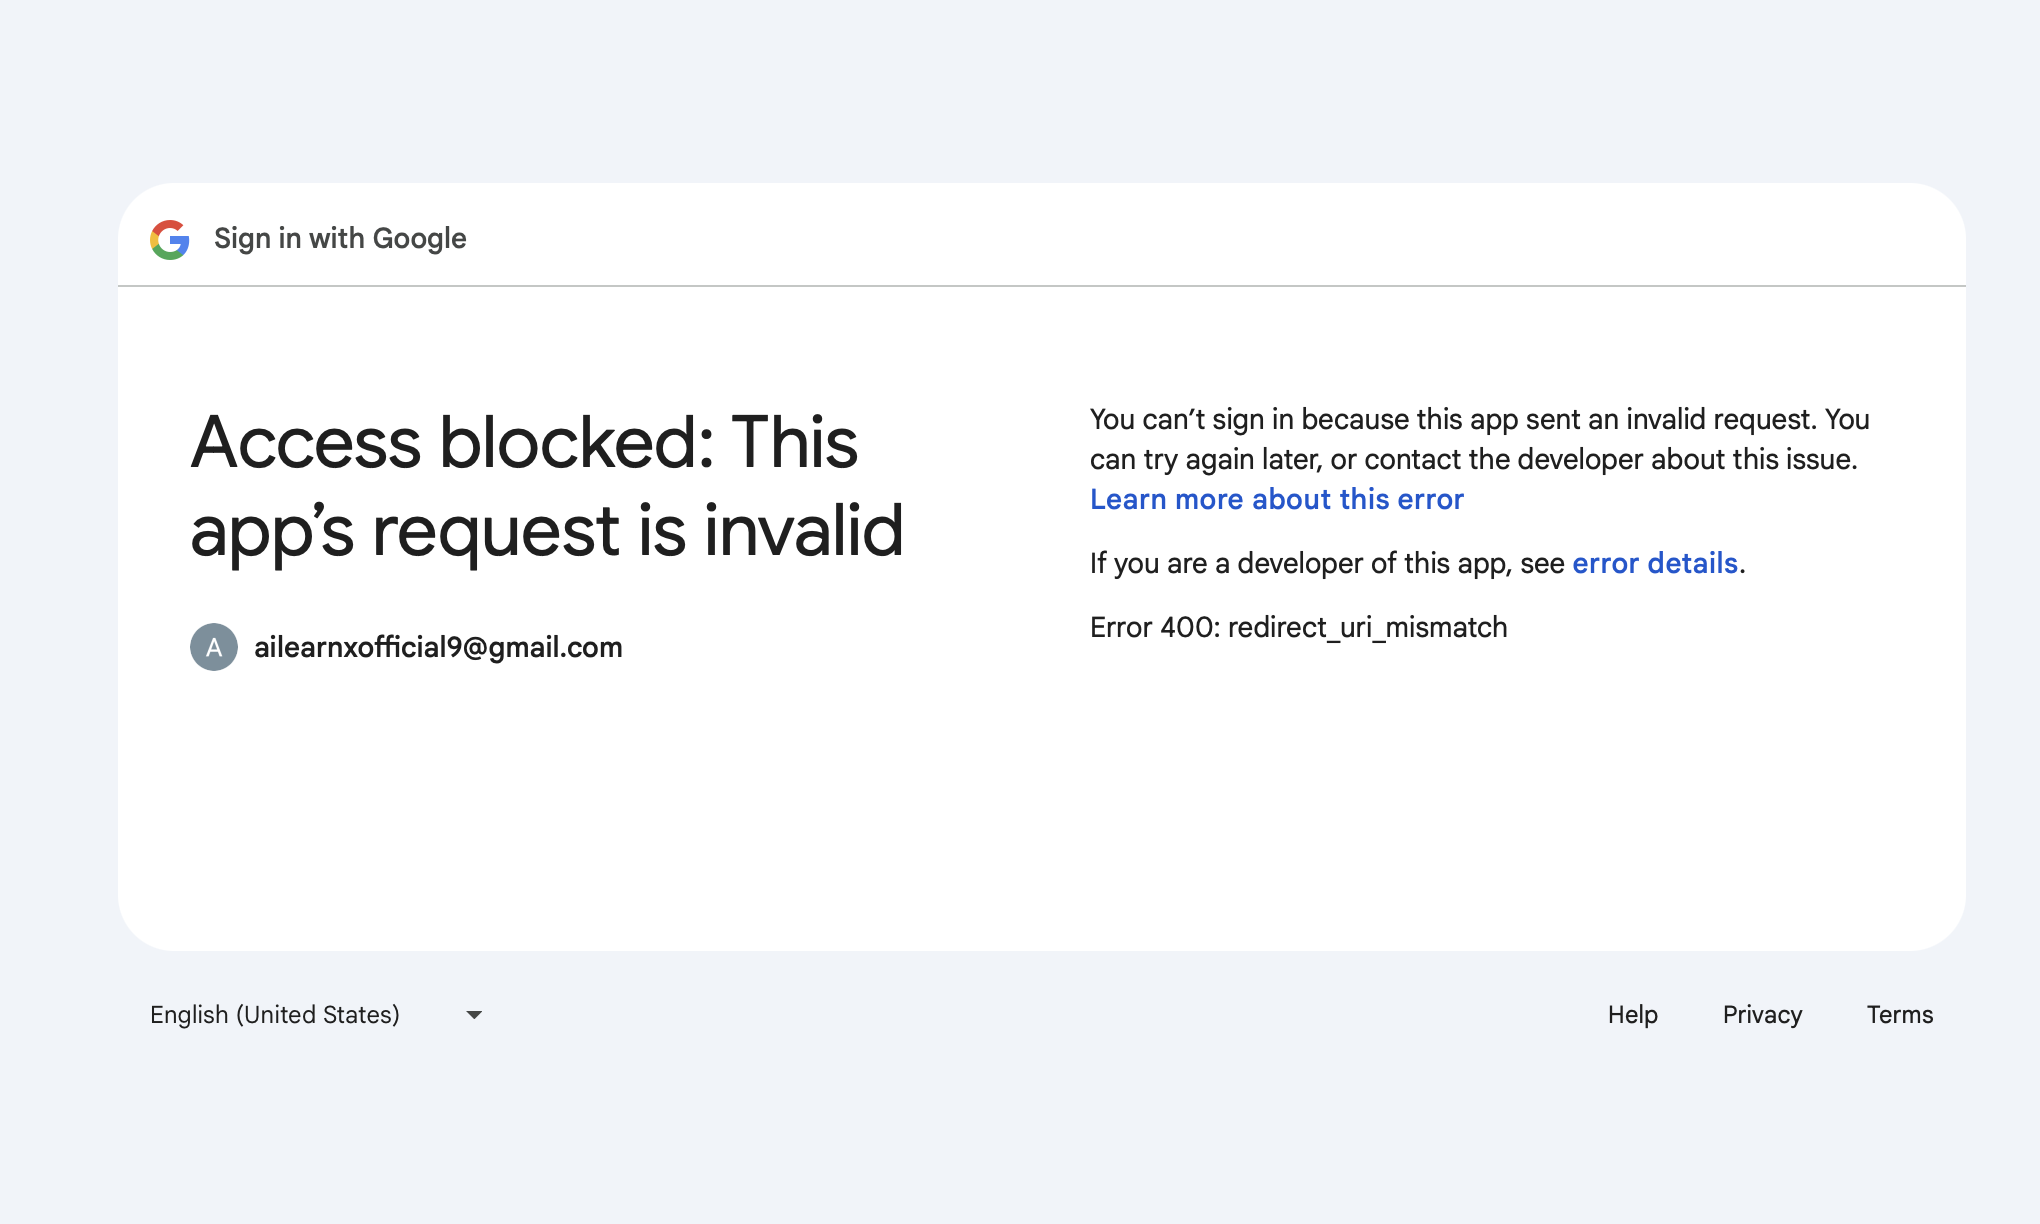 Sign in with Google
Access blocked: This
app’s request is invalid
A
ailearnxofficial9@gmail.com
You can’t sign in because this app sent an invalid request. You
can try again later, or contact the developer about this issue.
Learn more about this error
If you are a developer of this app, see error details.
Error 400: redirect_uri_mismatch
English (United States)
Help
Privacy
Terms